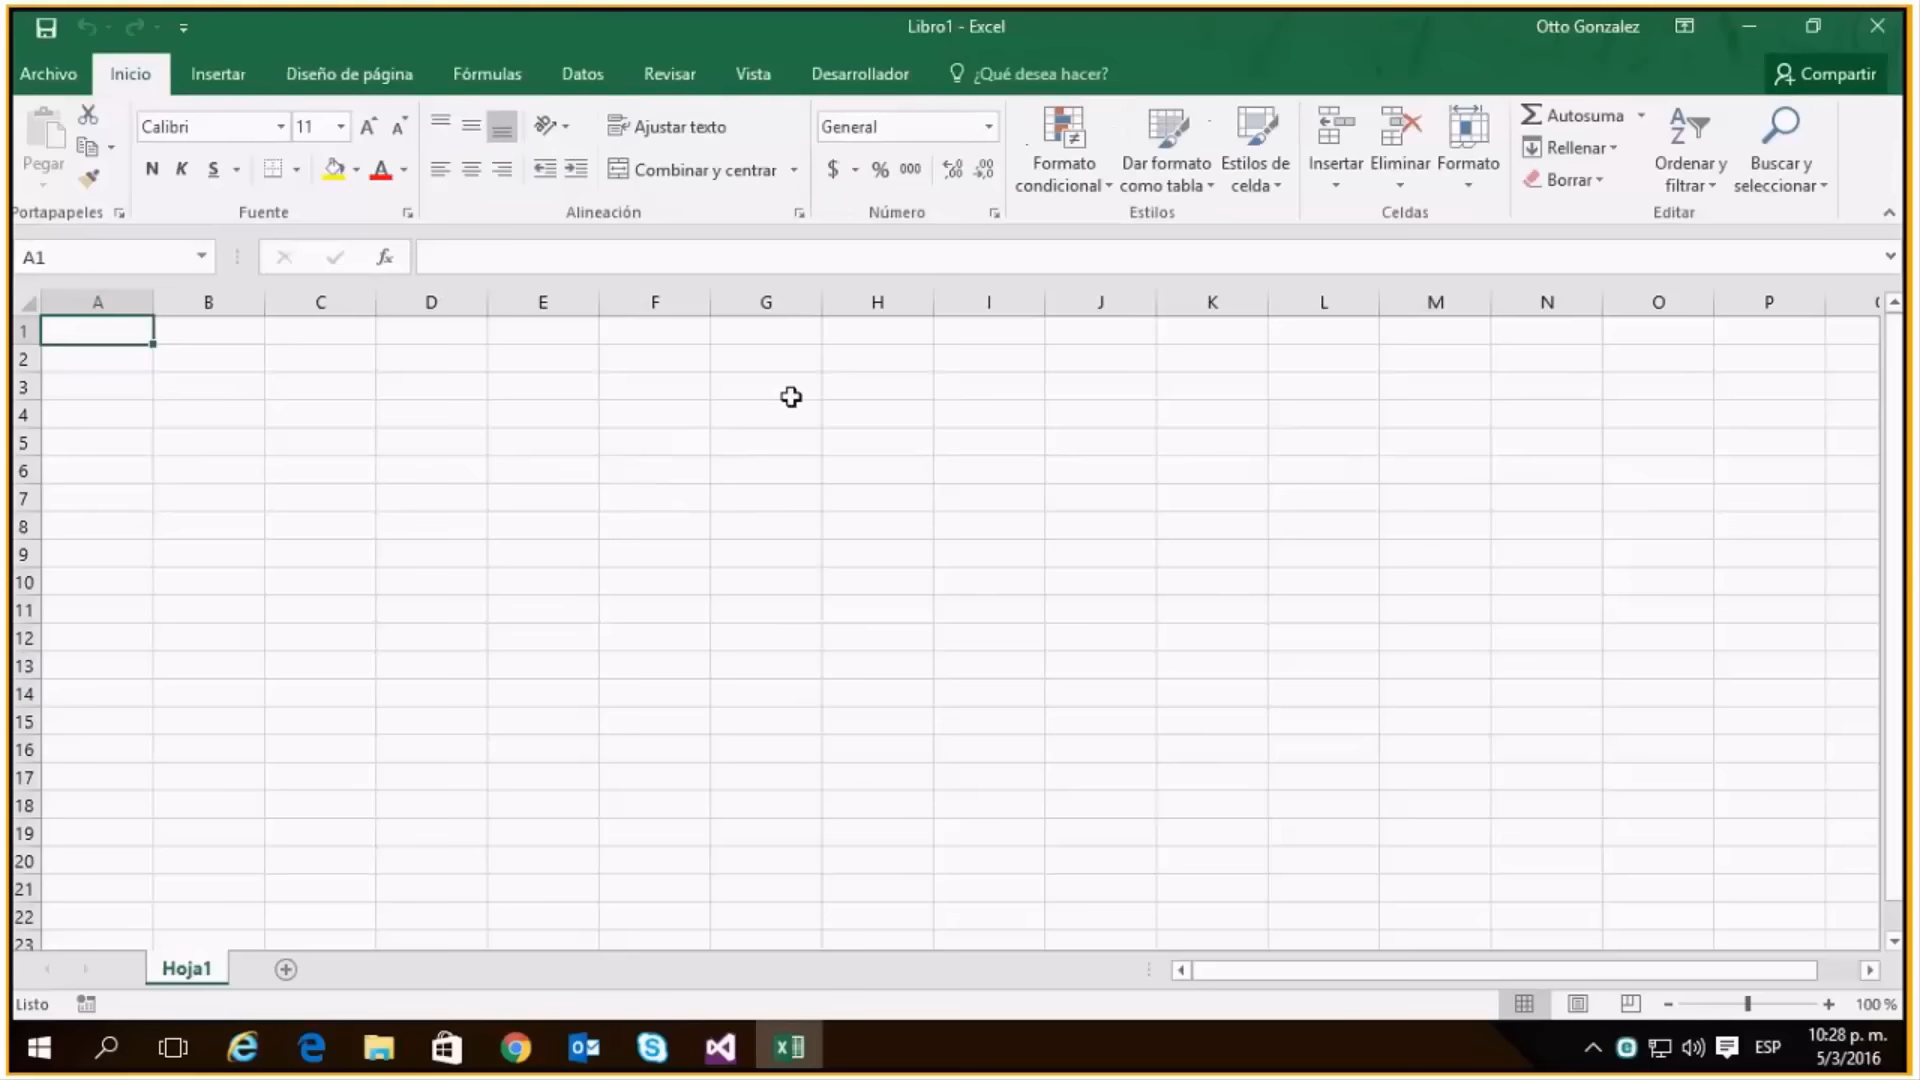 Libro1 - Excel
Otto Gonzalez
Archivo Inicio Insertar Diseño de página Fórmulas Datos Revisar Vista Desarrollador ¿Qué desea hacer? Compartir
Pegar
Portapapeles
Calibri 11
N K S
A
Fuente
Ajustar texto
Combinar y centrar
Alineación
General
$ % 000
Número
Formato condicional
Dar formato como tabla
Estilos de celda
Estilos
Insertar Eliminar Formato
Celdas
Autosuma
Rellenar
Borrar
Ordenar y filtrar
Buscar y seleccionar
Editar
A1 fx
A B C D E F G H I J K L M N O P
1
2
3
4
5
6
7
8
9
10
11
12
13
14
15
16
17
18
19
20
21
22
23
Hoja1
Listo
100 %
ESP
10:28 p. m.
5/3/2016